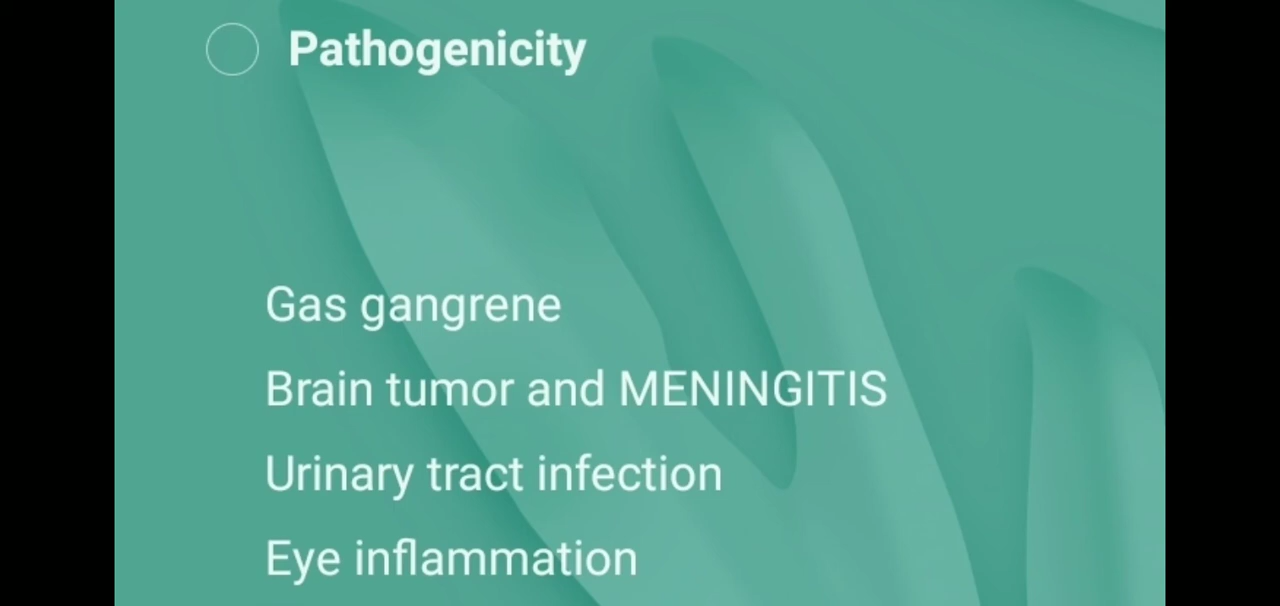 Pathogenicity
Gas gangrene
Brain tumor and MENINGITIS
Urinary tract infection
Eye inflammation